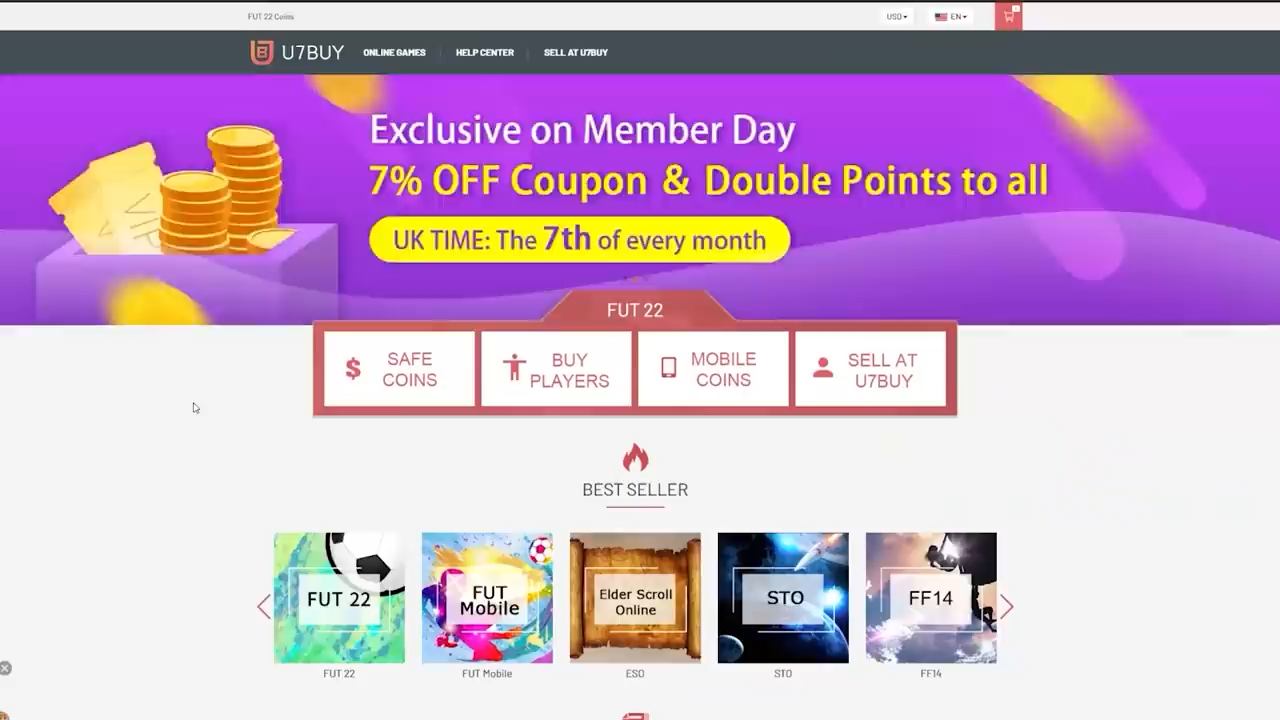 FUT 22 Coins
USD
EN
1
U7BUY
ONLINE GAMES
HELP CENTER
SELL AT U7BUY
Exclusive on Member Day
7% OFF Coupon & Double Points to all
UK TIME: The 7th of every month
FUT 22
SAFE
COINS
BUY
PLAYERS
MOBILE
COINS
SELL AT
U7BUY
BEST SELLER
FUT 22
FUT
Mobile
Elder Scroll
Online
STO
FF14
FUT 22
FUT Mobile
ESO
STO
FF14